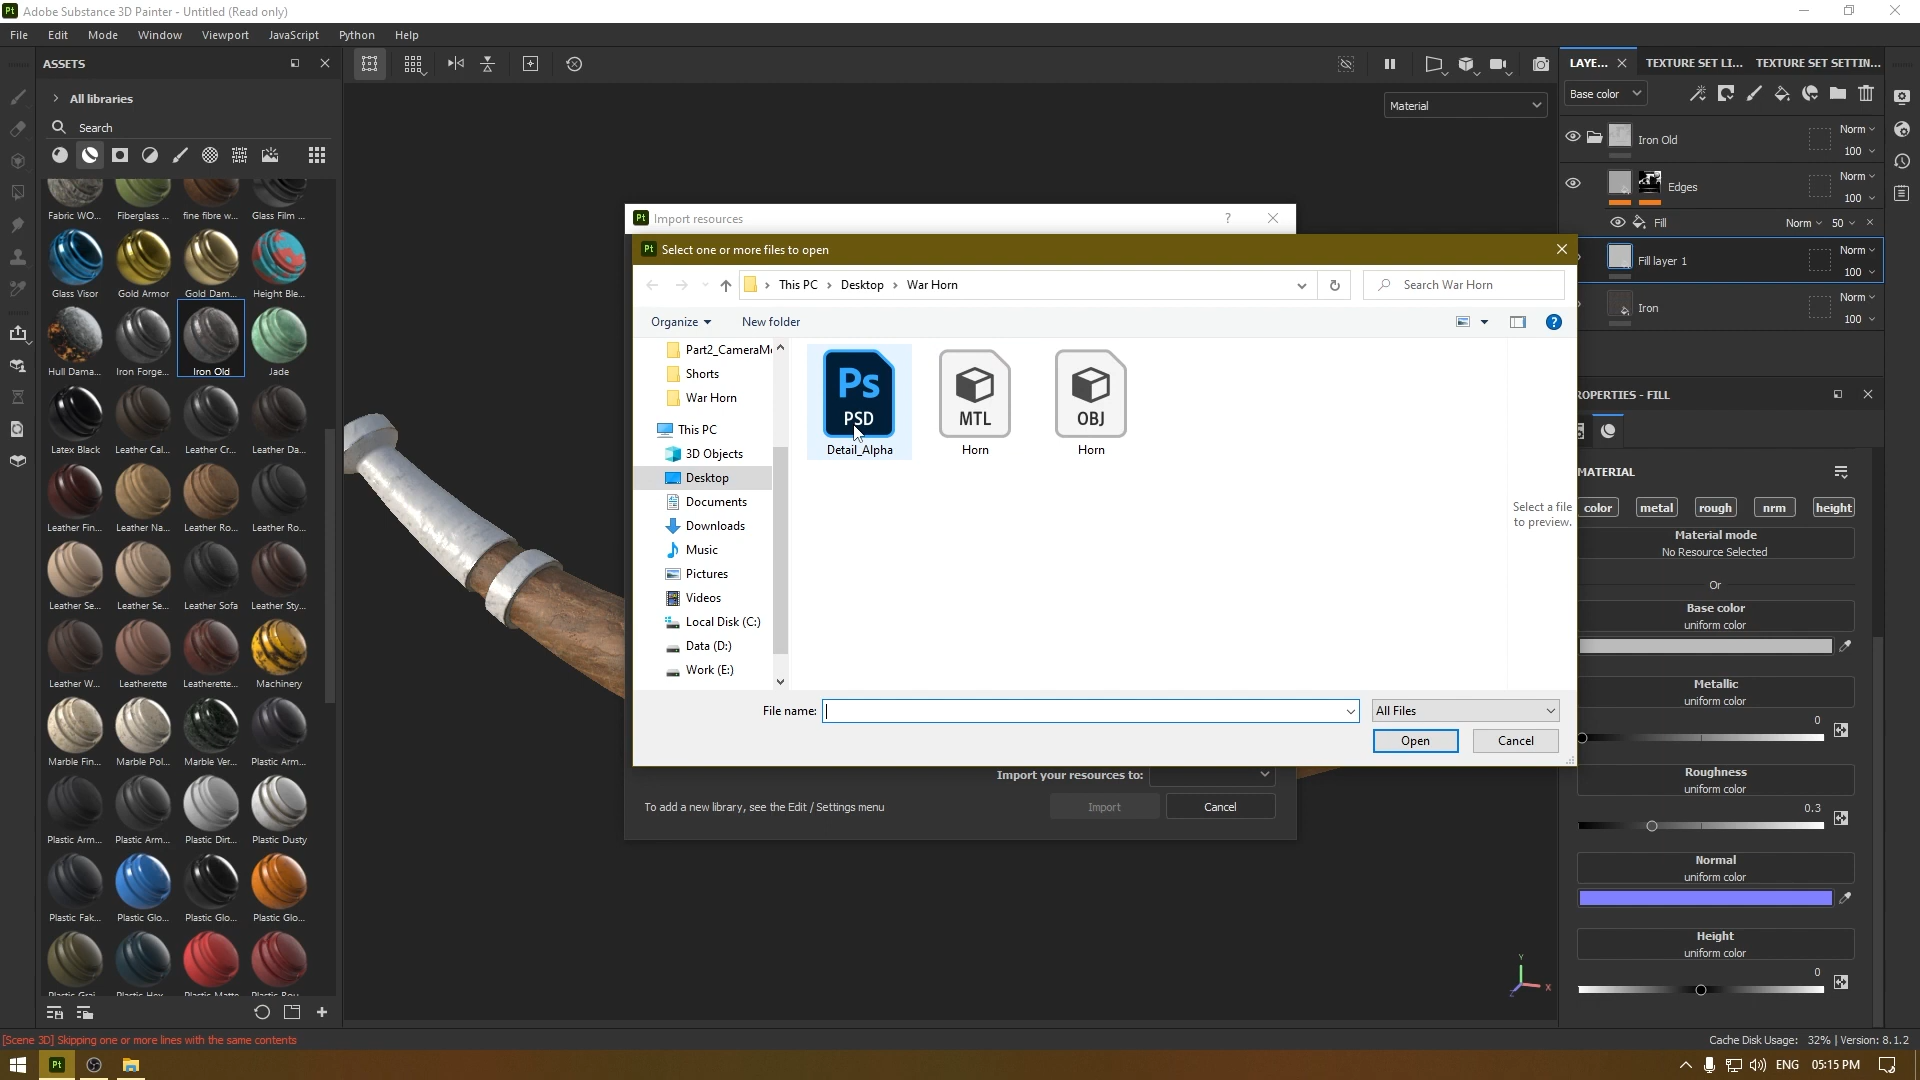 Pt Adobe Substance 3D Painter - Untitled (Read only)
File Edit Mode Window Viewport JavaScript Python Help
ASSETS
All libraries
Search
Fabric WO... Fiberglass ... fine fibre w... Glass Film ...
Glass Visor Gold Armor Gold Dam... Height Ble...
Hull Dama... Iron Forge... Iron Old Jade
Latex Black Leather Cal... Leather Cr... Leather Da...
Leather Fin... Leather Na... Leather Ro... Leather Ro...
Leather Se... Leather Se... Leather Sofa Leather Sty...
Leather W... Leatherette Leatherette... Machinery
Marble Fin... Marble Pol... Marble Ver... Plastic Arm...
Plastic Arm... Plastic Arm... Plastic Dirt... Plastic Dusty
Plastic Fak... Plastic Glo... Plastic Glo... Plastic Glo...
Material
Pt Import resources ?
Pt Select one or more files to open
This PC Desktop War Horn
Search War Horn
Organize New folder
Part2_CameraM
Shorts
War Horn
This PC
3D Objects
Desktop
Documents
Downloads
Music
Pictures
Videos
Local Disk (C:)
Data (D:)
Work (E:)
Ps
PSD MTL OBJ
Detail_Alpha Horn Horn
Select a file
to preview.
File name: All Files
Open Cancel
Import your resources to:
To add a new library, see the Edit / Settings menu Import Cancel
Y
X
Z
LAYE... TEXTURE SET LI... TEXTURE SET SETTIN...
Base color
Iron Old Norm
100
Edges Norm
100
Fill Norm 50
Fill layer 1 Norm
100
Iron Norm
100
ROPERTIES - FILL
MATERIAL
color metal rough nrm height
Material mode
No Resource Selected
Or
Base color
uniform color
Metallic
uniform color
0
Roughness
uniform color
0.3
Normal
uniform color
Height
uniform color
0
[Scene 3D] Skipping one or more lines with the same contents
Cache Disk Usage: 32% | Version: 8.1.2
Pt
ENG 05:15 PM